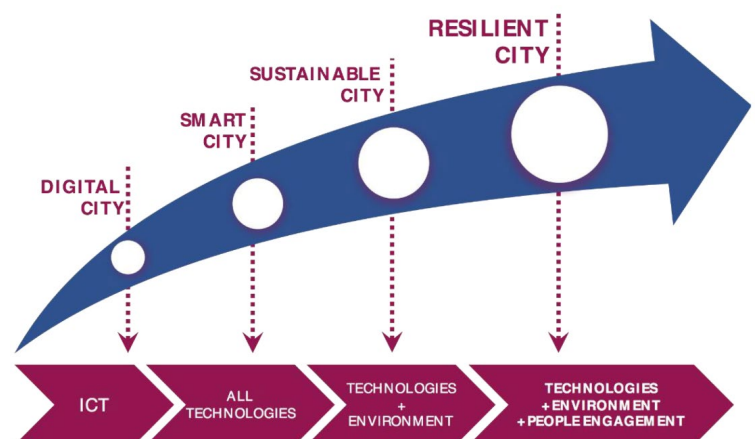 RESILIENT
CITY
SUSTAINABLE
CITY
SMART
CITY
DIGITAL
CITY
ICT
ALL
TECHNOLOGIES
TECHNOLOGIES
+
ENVIRONMENT
TECHNOLOGIES
+ENVIRONMENT
+PEOPLE ENGAGEMENT